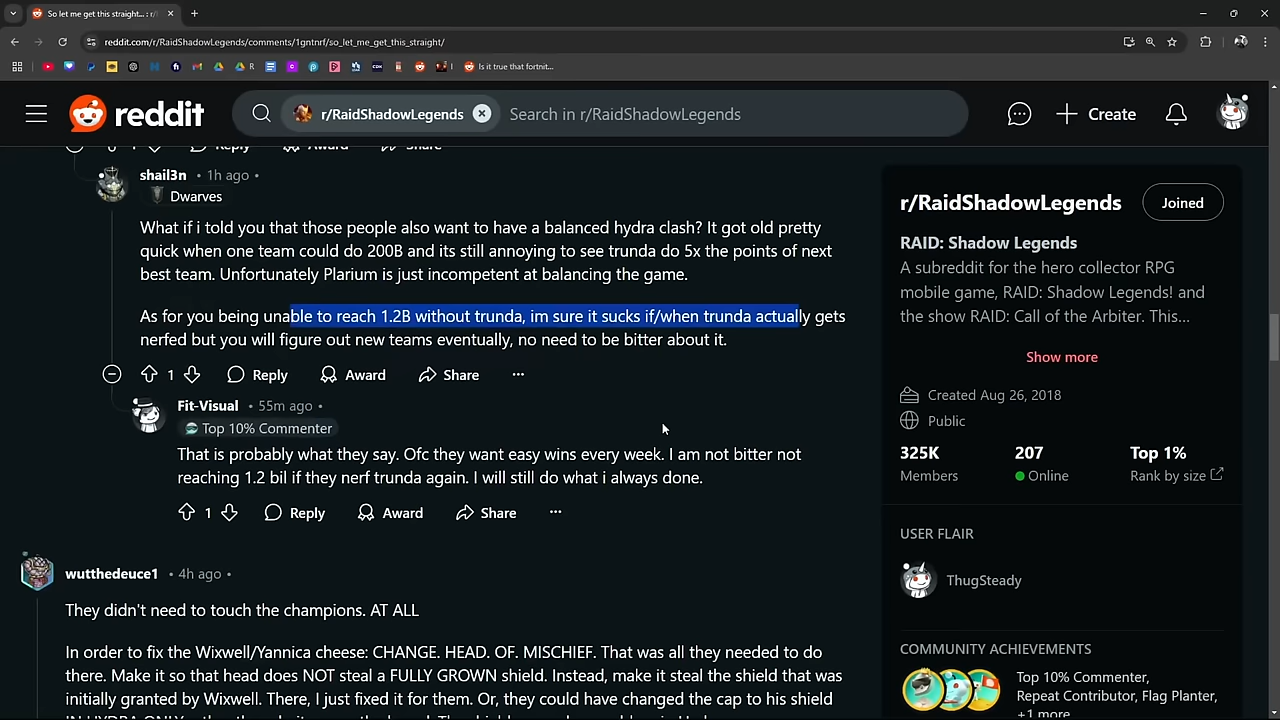 So let me get this straight... : r/
reddit.com/r/RaidShadowLegends/comments/1gntnrf/so_let_me_get_this_straight/
Is it true that fortnit...
reddit
r/RaidShadowLegends
Search in r/RaidShadowLegends
Create
Reply
Award
Share
shail3n • 1h ago •
Dwarves
What if i told you that those people also want to have a balanced hydra clash? It got old pretty
quick when one team could do 200B and its still annoying to see trunda do 5x the points of next
best team. Unfortunately Plarium is just incompetent at balancing the game.
As for you being unable to reach 1.2B without trunda, im sure it sucks if/when trunda actually gets
nerfed but you will figure out new teams eventually, no need to be bitter about it.
1 Reply Award Share
Fit-Visual • 55m ago •
Top 10% Commenter
That is probably what they say. Ofc they want easy wins every week. I am not bitter not
reaching 1.2 bil if they nerf trunda again. I will still do what i always done.
1 Reply Award Share
wutthedeuce1 • 4h ago •
They didn't need to touch the champions. AT ALL
In order to fix the Wixwell/Yannica cheese: CHANGE. HEAD. OF. MISCHIEF. That was all they needed to do
there. Make it so that head does NOT steal a FULLY GROWN shield. Instead, make it steal the shield that was
initially granted by Wixwell. There, I just fixed it for them. Or, they could have changed the cap to his shield
r/RaidShadowLegends
Joined
RAID: Shadow Legends
A subreddit for the hero collector RPG
mobile game, RAID: Shadow Legends! and
the show RAID: Call of the Arbiter. This...
Show more
Created Aug 26, 2018
Public
325K 207 Top 1%
Members Online Rank by size
USER FLAIR
ThugSteady
COMMUNITY ACHIEVEMENTS
Top 10% Commenter,
Repeat Contributor, Flag Planter,
+1 more